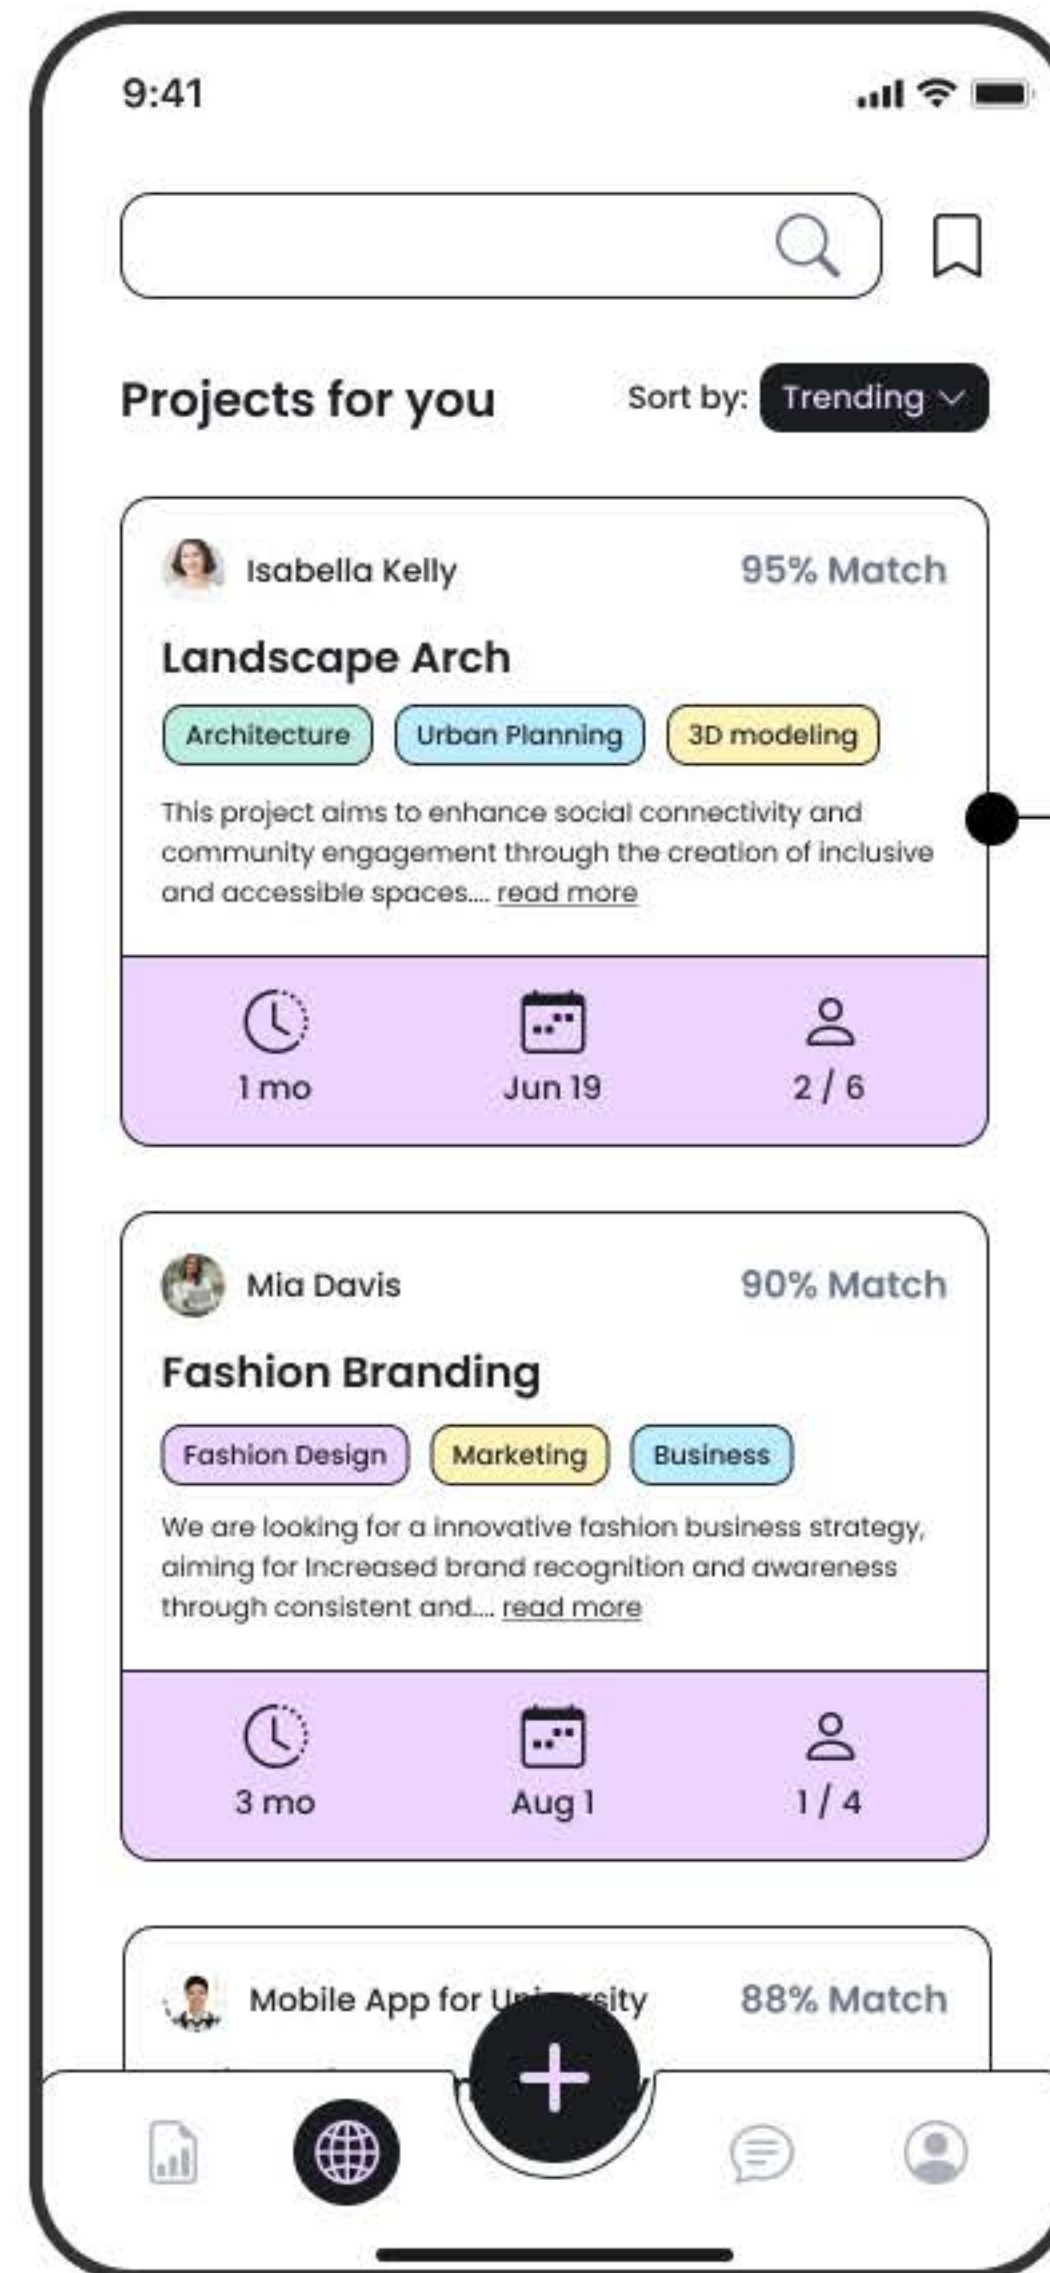 9:41
Projects for you
Sort by: Trending
Isabella Kelly
95% Match
Landscape Arch
Architecture
Urban Planning
3D modeling
This project aims to enhance social connectivity and
community engagement through the creation of inclusive
and accessible spaces.... read more
1 mo
Jun 19
2 / 6
Mia Davis
90% Match
Fashion Branding
Fashion Design
Marketing
Business
We are looking for a innovative fashion business strategy,
aiming for Increased brand recognition and awareness
through consistent and.... read more
3 mo
Aug 1
1 / 4
Mobile App for
88% Match